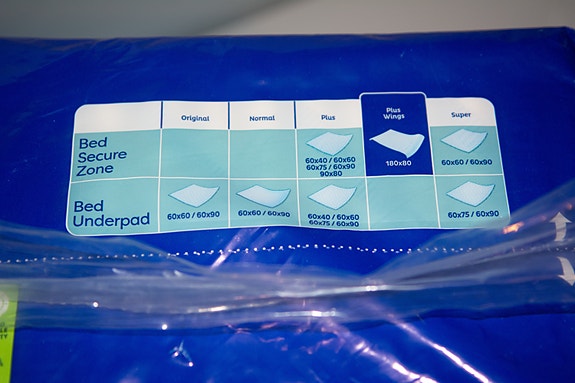 Original Normal Plus Plus Wings Super
Bed
Secure
Zone
60x40 / 60x60
60x75 / 60x90
90x80
180x80
60x60 / 60x90
Bed
Underpad
60x60 / 60x90
60x60 / 60x90
60x40 / 60x60
60x75 / 60x90
60x75 / 60x90